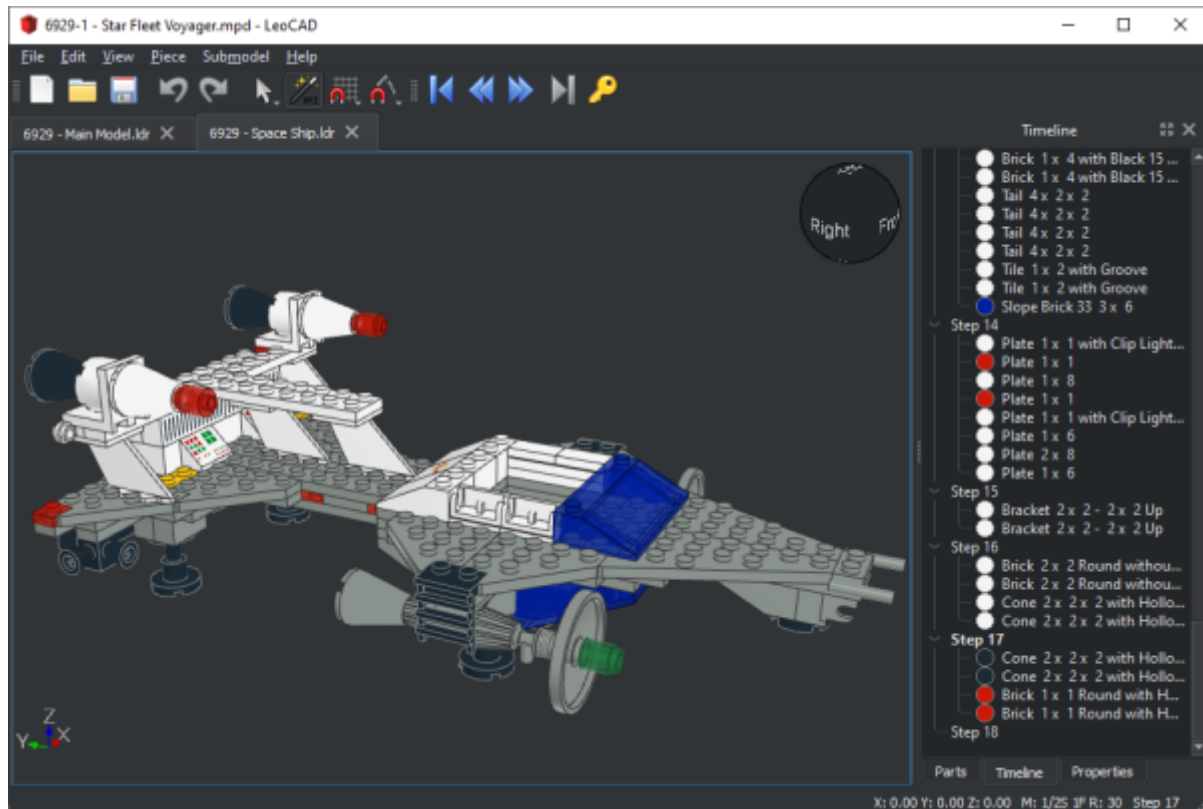 6929-1 - Star Fleet Voyager.mpd - LeoCAD
File Edit View Piece Submodel Help
6929 - Main Model.ldr
6929 - Space Ship.ldr
Timeline
Brick 1 x 4 with Black 15 ...
Brick 1 x 4 with Black 15 ...
Tail 4 x 2 x 2
Tail 4 x 2 x 2
Tail 4 x 2 x 2
Tail 4 x 2 x 2
Tile 1 x 2 with Groove
Tile 1 x 2 with Groove
Slope Brick 33 3 x 6
Step 14
Plate 1 x 1 with Clip Light...
Plate 1 x 1
Plate 1 x 8
Plate 1 x 1
Plate 1 x 1 with Clip Light...
Plate 1 x 6
Plate 2 x 8
Plate 1 x 6
Step 15
Bracket 2 x 2 - 2 x 2 Up
Bracket 2 x 2 - 2 x 2 Up
Step 16
Brick 2 x 2 Round withou...
Brick 2 x 2 Round withou...
Cone 2 x 2 x 2 with Hollo...
Cone 2 x 2 x 2 with Hollo...
Step 17
Cone 2 x 2 x 2 with Hollo...
Cone 2 x 2 x 2 with Hollo...
Brick 1 x 1 Round with H...
Brick 1 x 1 Round with H...
Step 18
Right
Z
Y
X
Parts Timeline Properties
X: 0.00 Y: 0.00 Z: 0.00 M: 1/2S 1F R: 30 Step 17